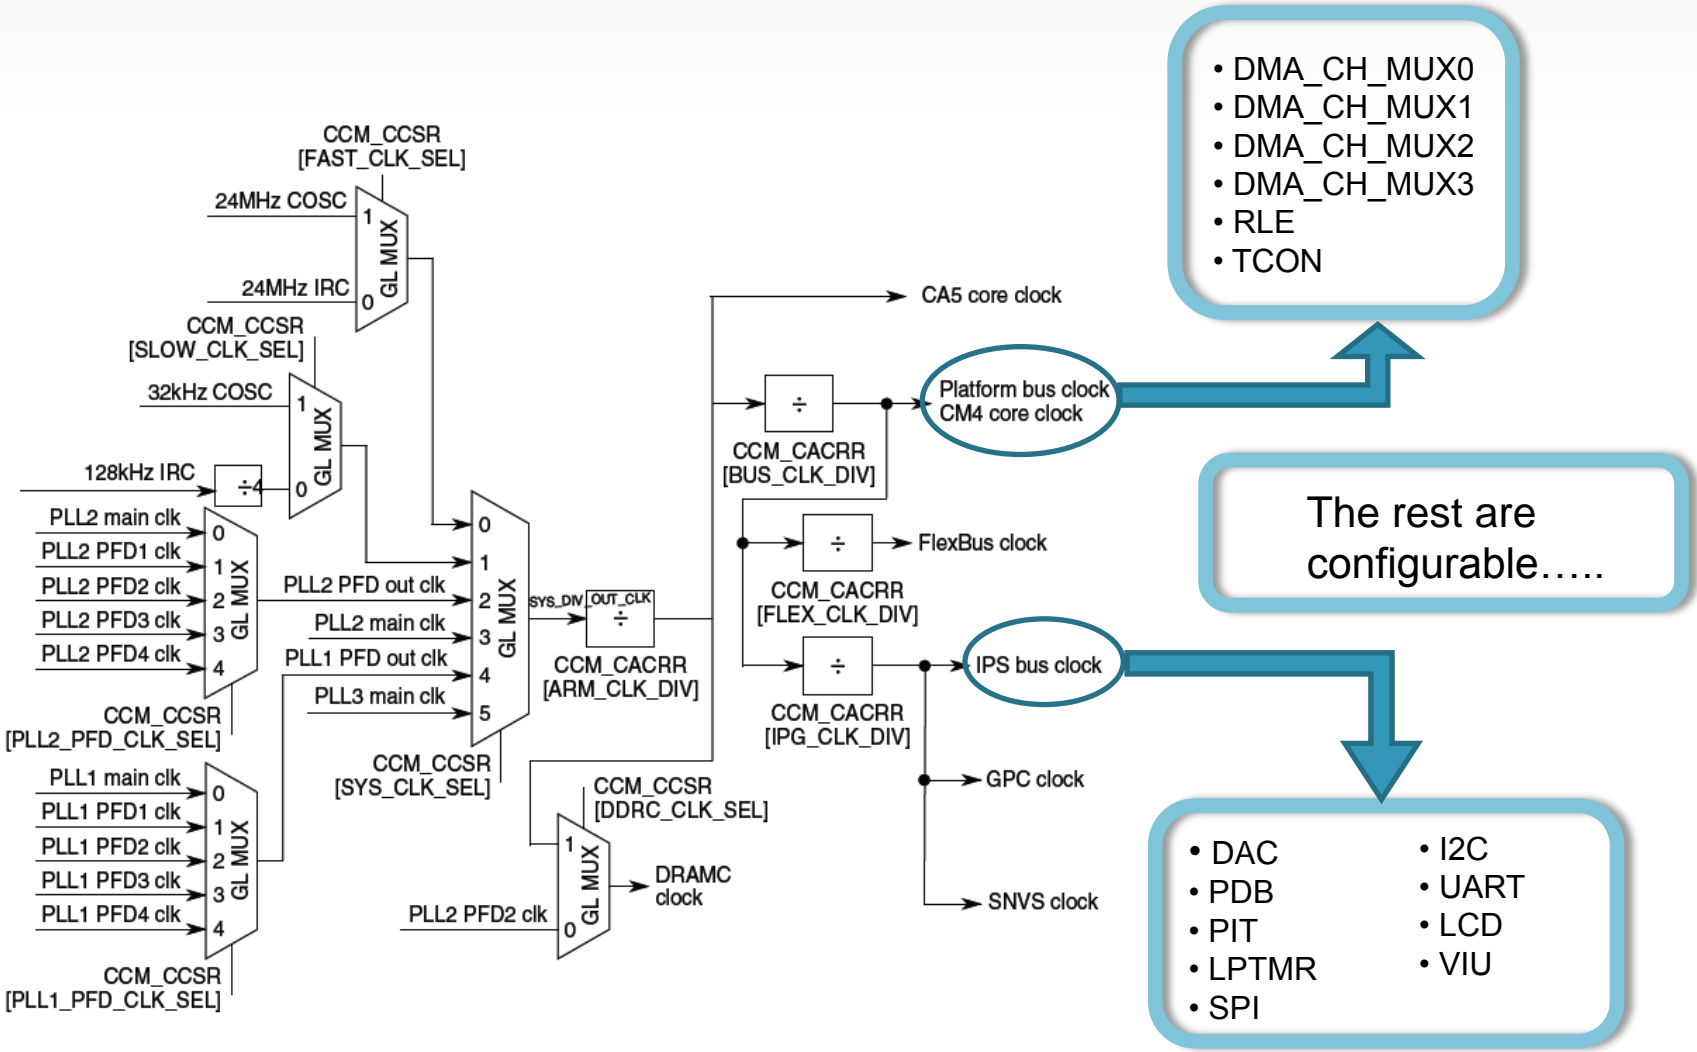 CCM_CCSR
[FAST_CLK_SEL]
24MHz COSC
1
GL MUX
24MHz IRC
0
CCM_CCSR
[SLOW_CLK_SEL]
32kHz COSC
1
GL MUX
128kHz IRC
÷4
0
PLL2 main clk
0
PLL2 PFD1 clk
1
PLL2 PFD2 clk
2
PLL2 PFD3 clk
3
PLL2 PFD4 clk
4
GL MUX
CCM_CCSR
[PLL2_PFD_CLK_SEL]
PLL1 main clk
0
PLL1 PFD1 clk
1
PLL1 PFD2 clk
2
PLL1 PFD3 clk
3
PLL1 PFD4 clk
4
GL MUX
CCM_CCSR
[PLL1_PFD_CLK_SEL]
0
1
PLL2 PFD out clk
2
PLL2 main clk
3
PLL1 PFD out clk
4
PLL3 main clk
5
GL MUX
CCM_CCSR
[SYS_CLK_SEL]
SYS_DIV_OUT_CLK
÷
CCM_CACRR
[ARM_CLK_DIV]
CCM_CCSR
[DDRC_CLK_SEL]
1
GL MUX
PLL2 PFD2 clk
0
DRAMC
clock
CA5 core clock
÷
CCM_CACRR
[BUS_CLK_DIV]
Platform bus clock
CM4 core clock
÷
FlexBus clock
CCM_CACRR
[FLEX_CLK_DIV]
÷
IPS bus clock
CCM_CACRR
[IPG_CLK_DIV]
GPC clock
SNVS clock
• DMA_CH_MUX0
• DMA_CH_MUX1
• DMA_CH_MUX2
• DMA_CH_MUX3
• RLE
• TCON
The rest are
configurable…..
• DAC
• PDB
• PIT
• LPTMR
• SPI
• I2C
• UART
• LCD
• VIU